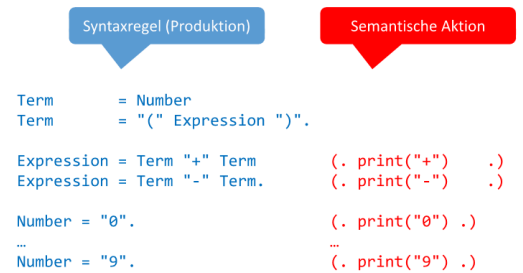 Syntaxregel (Produktion) Semantische Aktion
Term = Number
Term = "(" Expression ")".
Expression = Term "+" Term (. print("+") .)
Expression = Term "-" Term. (. print("-") .)
Number = "0". (. print("0") .)
… …
Number = "9". (. print("9") .)